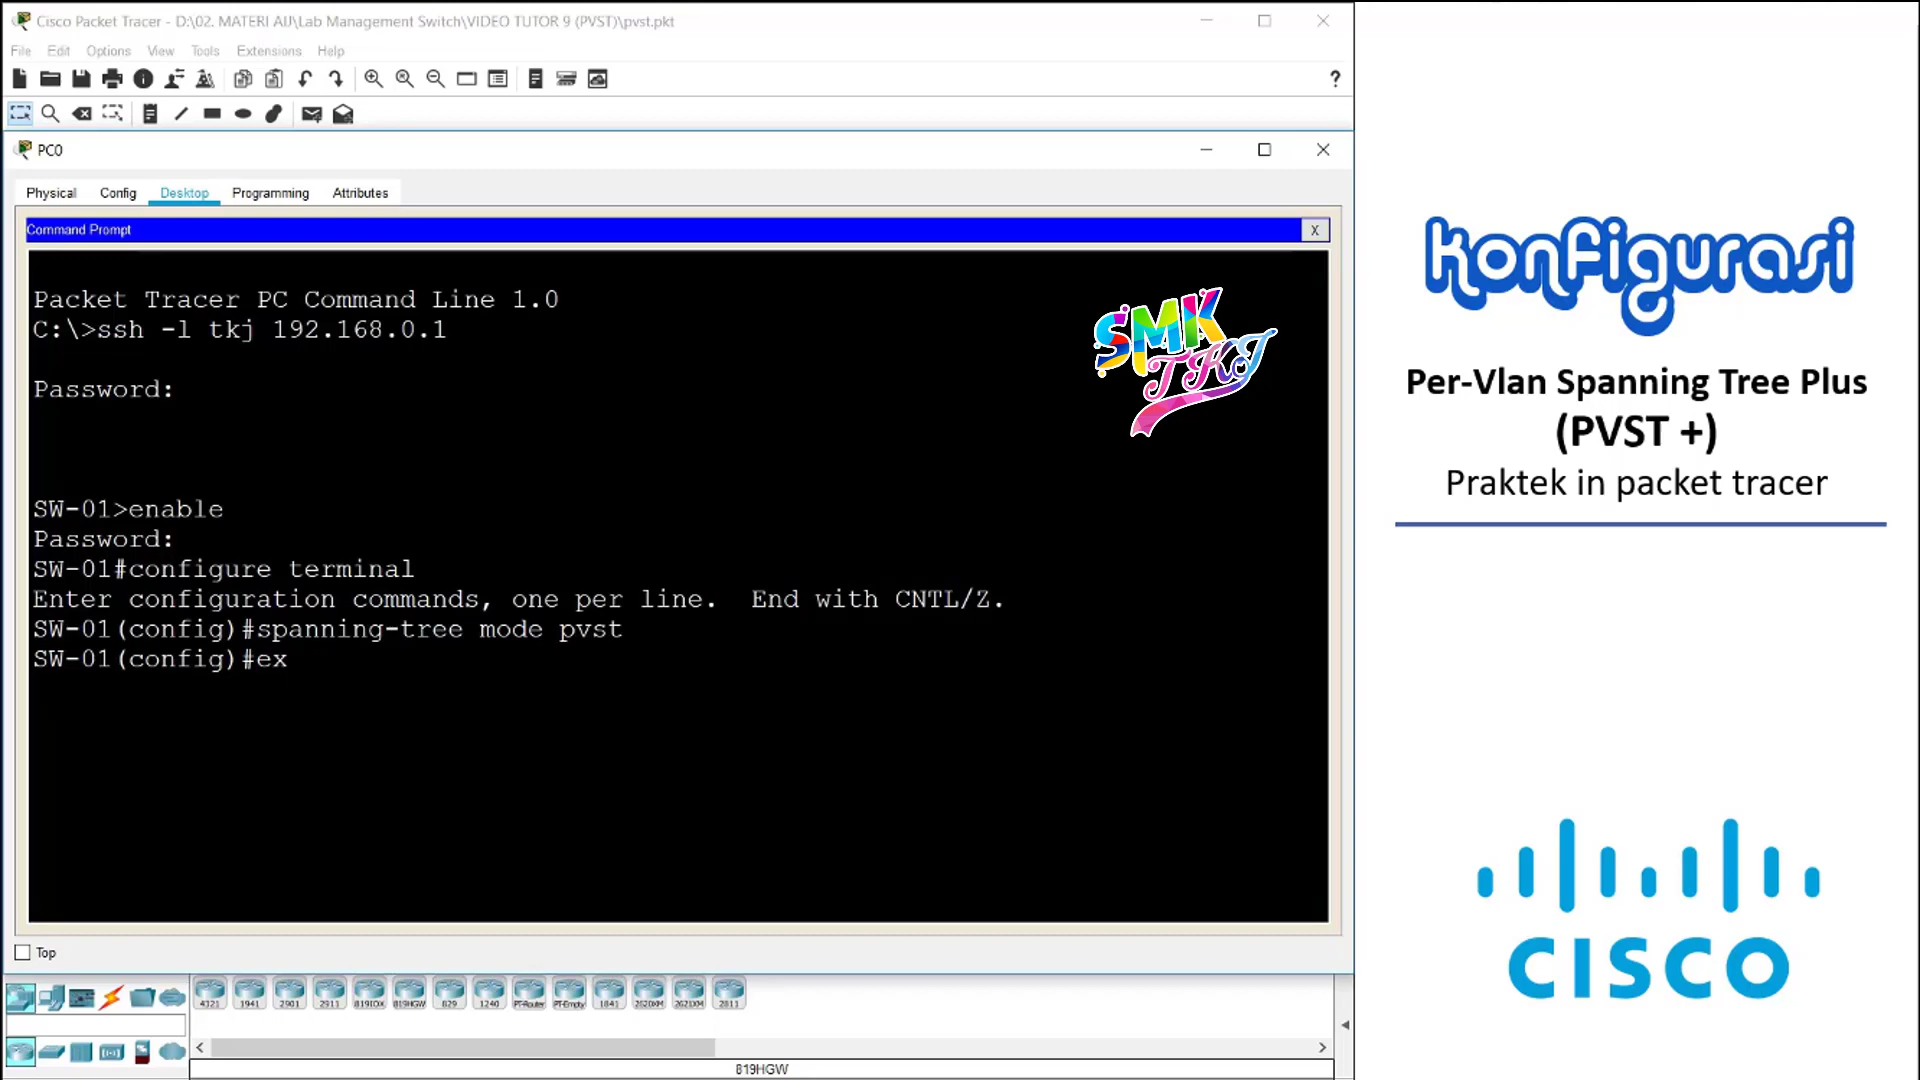 Cisco Packet Tracer - D:\02. MATERI AIJ\Lab Management Switch\VIDEO TUTOR 9 (PVST)\pvst.pkt
File Edit Options View Tools Extensions Help
?
PC0
Physical Config Desktop Programming Attributes
Command Prompt
X
Packet Tracer PC Command Line 1.0
C:\>ssh -l tkj 192.168.0.1
Password:
SW-01>enable
Password:
SW-01#configure terminal
Enter configuration commands, one per line.  End with CNTL/Z.
SW-01(config)#spanning-tree mode pvst
SW-01(config)#ex
SMK
TKJ
Top
4321 1941 2901 2911 819IOX 819HGW 829 1240 PT-Router PT-Empty 1841 2620XM 2621XM 2811
819HGW
konfigurasi
Per-Vlan Spanning Tree Plus
(PVST +)
Praktek in packet tracer
CISCO